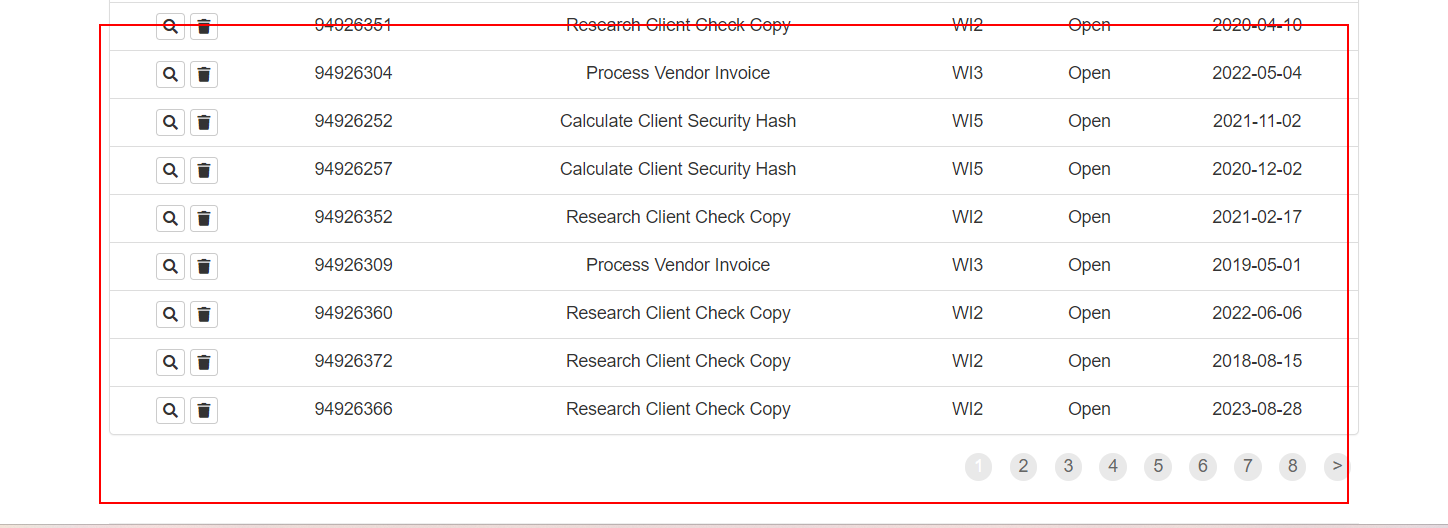 94926351 Research Client Check Copy WI2 Open 2020-04-10
94926304 Process Vendor Invoice WI3 Open 2022-05-04
94926252 Calculate Client Security Hash WI5 Open 2021-11-02
94926257 Calculate Client Security Hash WI5 Open 2020-12-02
94926352 Research Client Check Copy WI2 Open 2021-02-17
94926309 Process Vendor Invoice WI3 Open 2019-05-01
94926360 Research Client Check Copy WI2 Open 2022-06-06
94926372 Research Client Check Copy WI2 Open 2018-08-15
94926366 Research Client Check Copy WI2 Open 2023-08-28
1 2 3 4 5 6 7 8 >